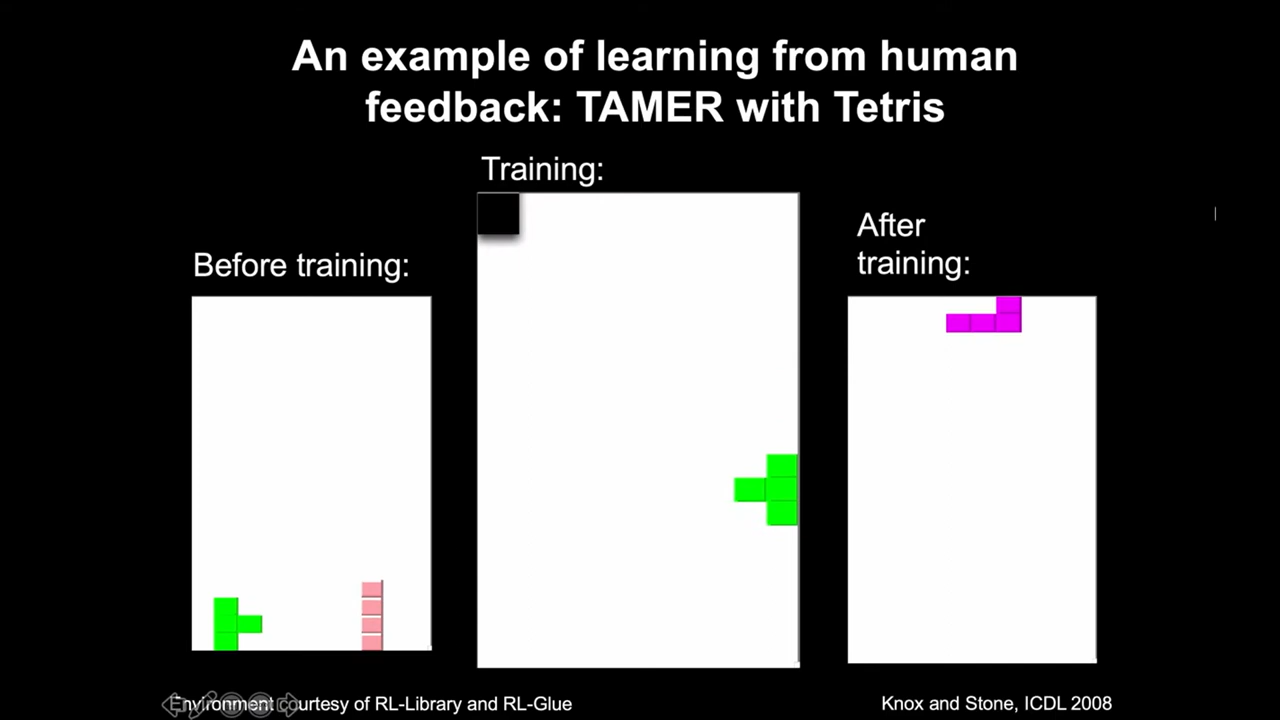 An example of learning from human
feedback: TAMER with Tetris
Training:
Before training:
After
training:
Environment courtesy of RL-Library and RL-Glue
Knox and Stone, ICDL 2008